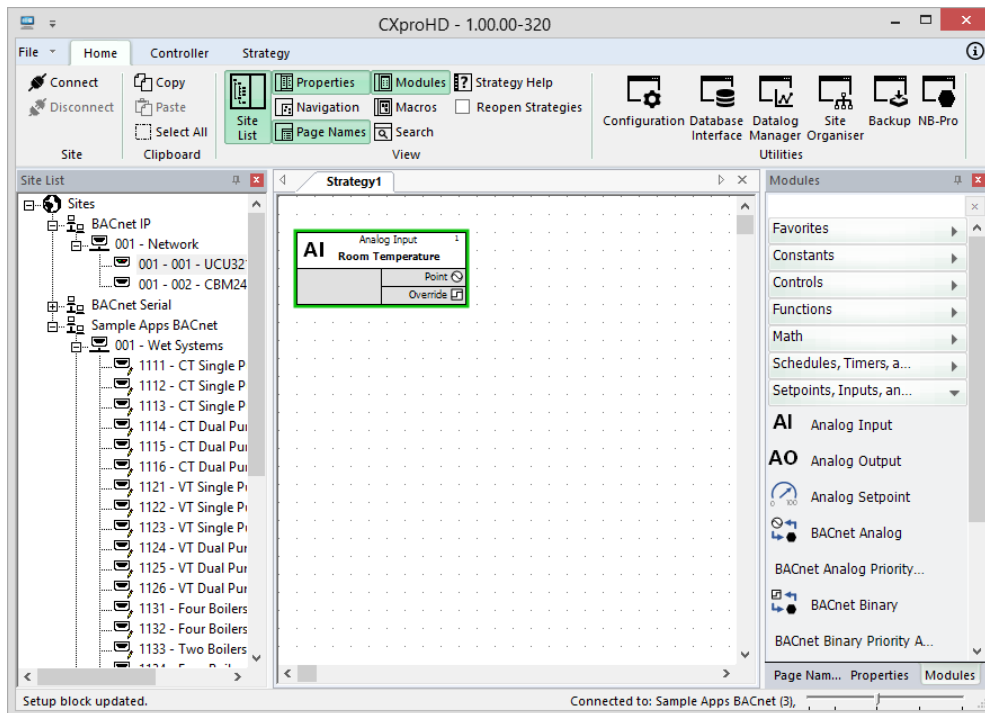 CXproHD - 1.00.00-320
File Home Controller Strategy
Connect
Disconnect
Site
Copy
Paste
Select All
Clipboard
Site List
Properties Modules Strategy Help
Navigation Macros Reopen Strategies
Page Names Search
View
Configuration Database Interface Datalog Manager Site Organiser Backup NB-Pro
Utilities
Site List
Sites
BACnet IP
001 - Network
001 - 001 - UCU32
001 - 002 - CBM24
BACnet Serial
Sample Apps BACnet
001 - Wet Systems
1111 - CT Single P
1112 - CT Single P
1113 - CT Single P
1114 - CT Dual Pu
1115 - CT Dual Pu
1116 - CT Dual Pu
1121 - VT Single P
1122 - VT Single P
1123 - VT Single P
1124 - VT Dual Pur
1125 - VT Dual Pur
1126 - VT Dual Pur
1131 - Four Boilers
1132 - Four Boilers
1133 - Two Boilers
Strategy1
AI Analog Input 1
Room Temperature
Point
Override
Modules
Favorites
Constants
Controls
Functions
Math
Schedules, Timers, a...
Setpoints, Inputs, an...
AI Analog Input
AO Analog Output
0 100 Analog Setpoint
BACnet Analog
BACnet Analog Priority...
BACnet Binary
BACnet Binary Priority A...
Page Nam... Properties Modules
Setup block updated.
Connected to: Sample Apps BACnet (3),